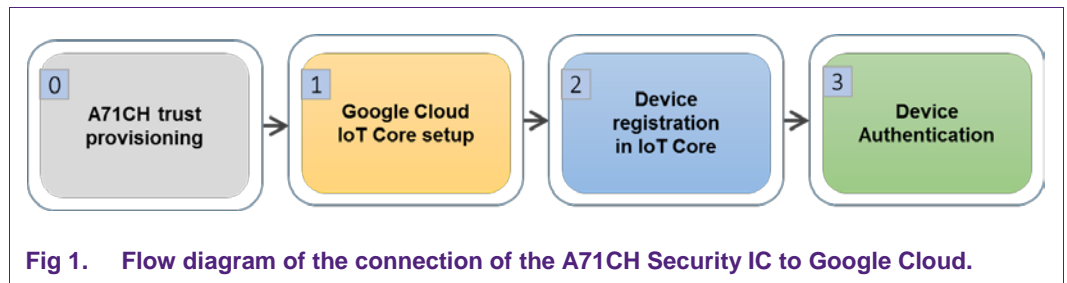 0
A71CH trust
provisioning
1
Google Cloud
IoT Core setup
2
Device
registration
in IoT Core
3
Device
Authentication
Fig 1. Flow diagram of the connection of the A71CH Security IC to Google Cloud.